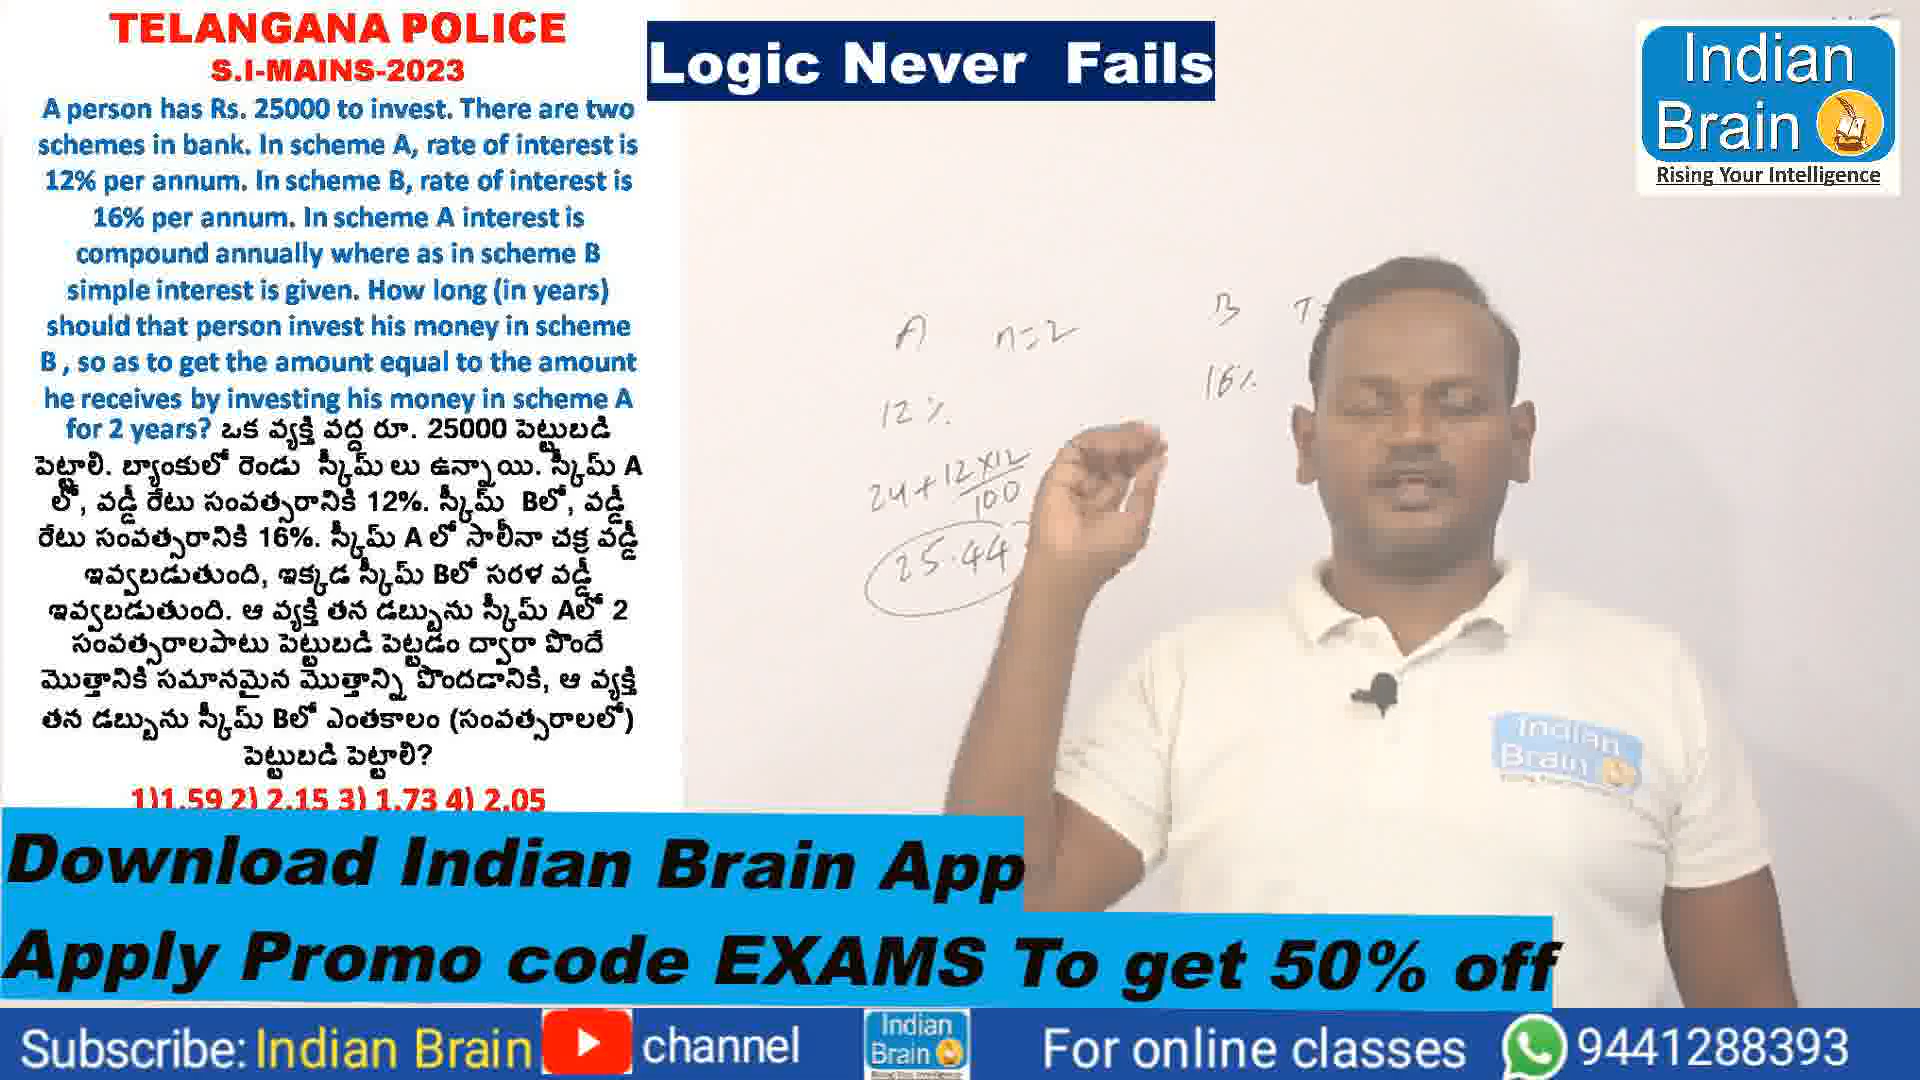 TELANGANA POLICE
S.I-MAINS-2023
A person has Rs. 25000 to invest. There are two
schemes in bank. In scheme A, rate of interest is
12% per annum. In scheme B, rate of interest is
16% per annum. In scheme A interest is
compound annually where as in scheme B
simple interest is given. How long (in years)
should that person invest his money in scheme
B , so as to get the amount equal to the amount
he receives by investing his money in scheme A
for 2 years? ఒక వ్యక్తి వద్ద రూ. 25000 పెట్టుబడి
పెట్టాలి. బ్యాంకులో రెండు స్కీమ్ లు ఉన్నాయి. స్కీమ్ A
లో, వడ్డీ రేటు సంవత్సరానికి 12%. స్కీమ్ Bలో, వడ్డీ
రేటు సంవత్సరానికి 16%. స్కీమ్ A లో సాలీనా చక్ర వడ్డీ
ఇవ్వబడుతుంది, ఇక్కడ స్కీమ్ Bలో సరళ వడ్డీ
ఇవ్వబడుతుంది. ఆ వ్యక్తి తన డబ్బును స్కీమ్ Aలో 2
సంవత్సరాలపాటు పెట్టుబడి పెట్టడం ద్వారా పొందే
మొత్తానికి సమానమైన మొత్తాన్ని పొందడానికి, ఆ వ్యక్తి
తన డబ్బును స్కీమ్ Bలో ఎంతకాలం (సంవత్సరాలలో)
పెట్టుబడి పెట్టాలి?
1)1.59 2) 2.15 3) 1.73 4) 2.05
Logic Never Fails
Indian
Brain
Rising Your Intelligence
A n=2 B T=
12% 16%
24+12×12
100
25.44
Indian
Brain
Download Indian Brain App
Apply Promo code EXAMS To get 50% off
Subscribe: Indian Brain channel Indian Brain For online classes 9441288393